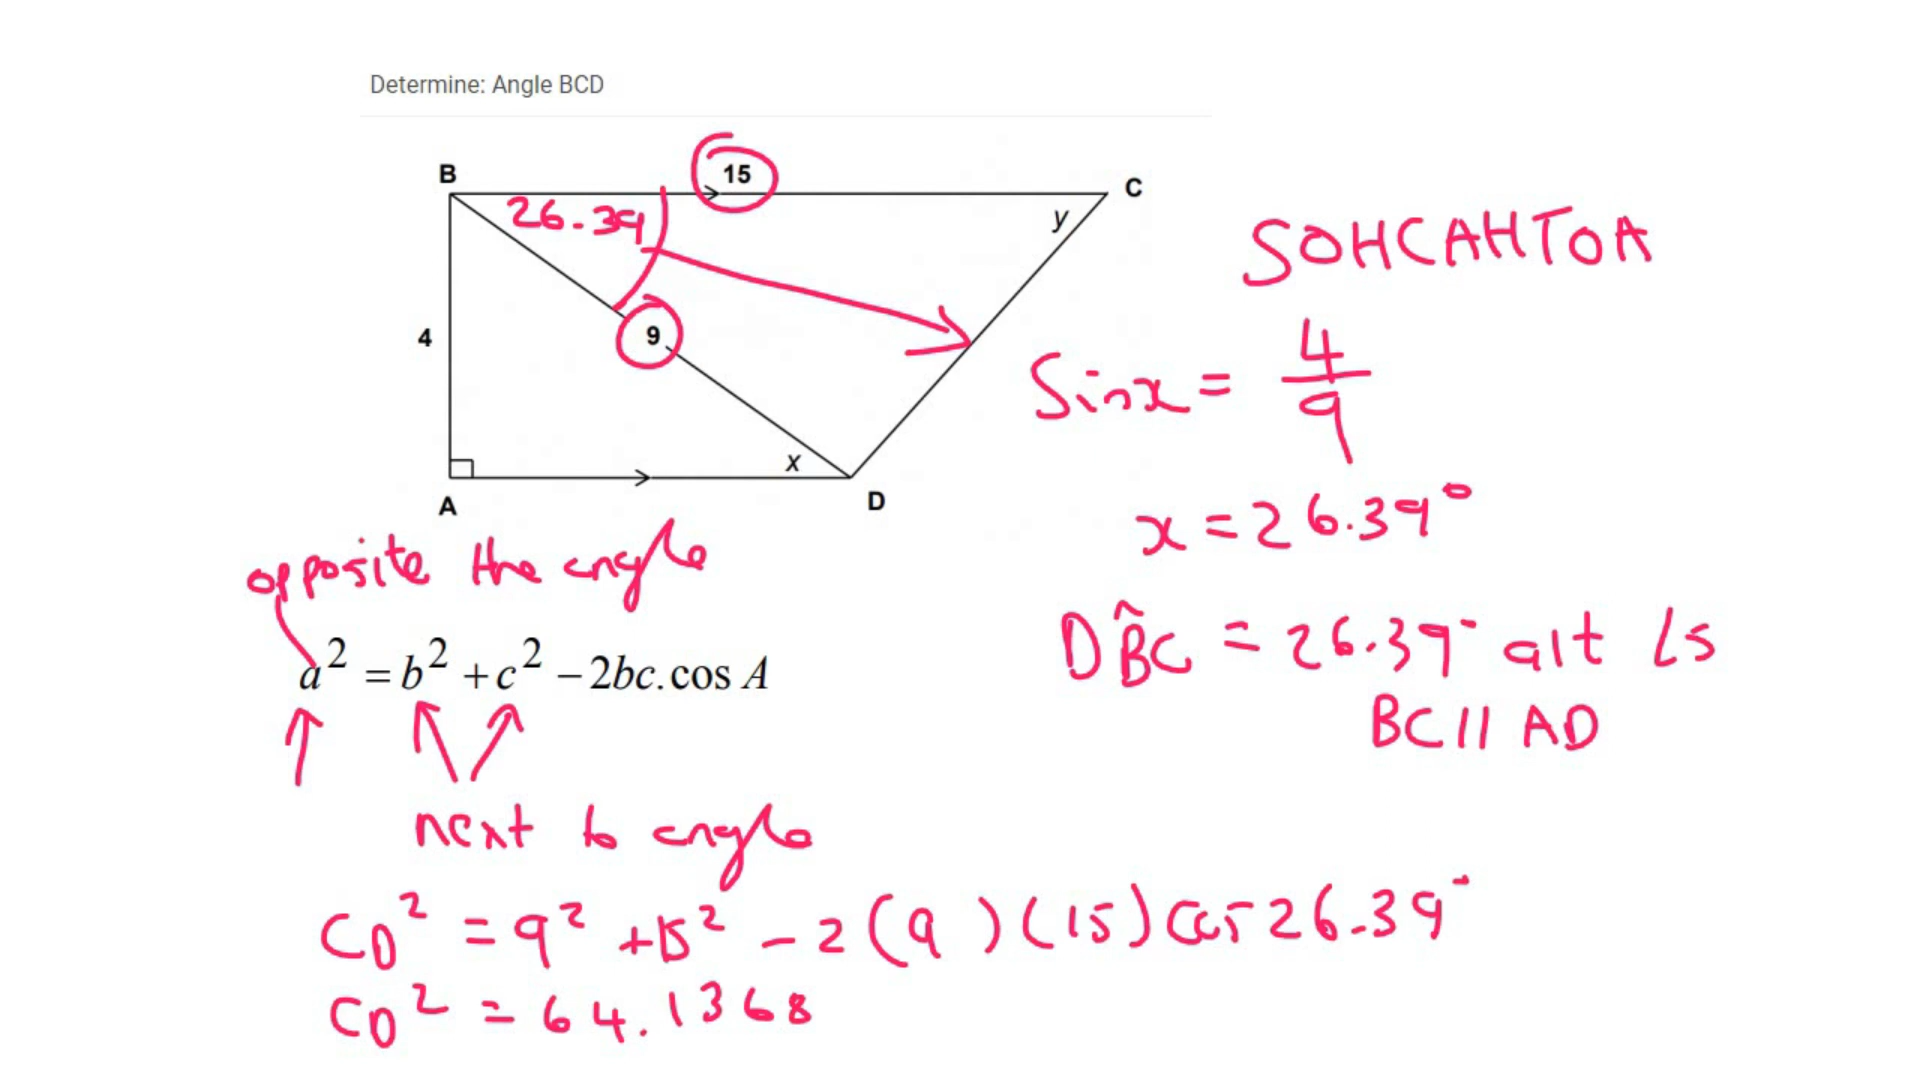 Determine: Angle BCD
B
15
C
26.39
y
SOHCAHTOA
4
9
Sinx = 4/9
x
A
D
x = 26.39°
opposite the angle
DB̂C = 26.39° alt ∠s
a² = b² + c² − 2bc.cos A
BC || AD
next to angle
CD² = 9² + 15² − 2(9)(15)Cos26.39°
CD² = 64.1368